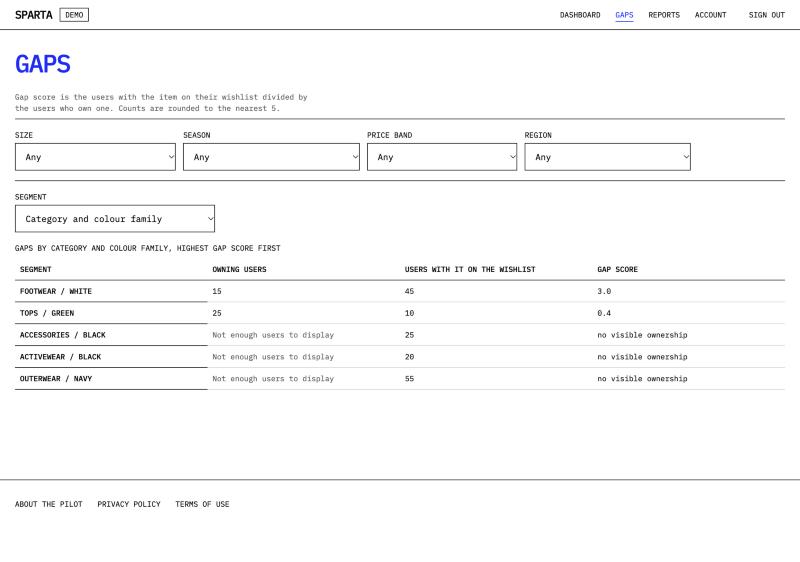 SPARTA DEMO DASHBOARD GAPS REPORTS ACCOUNT SIGN OUT
GAPS
Gap score is the users with the item on their wishlist divided by
the users who own one. Counts are rounded to the nearest 5.
SIZE SEASON PRICE BAND REGION
Any Any Any Any
SEGMENT
Category and colour family
GAPS BY CATEGORY AND COLOUR FAMILY, HIGHEST GAP SCORE FIRST
SEGMENT OWNING USERS USERS WITH IT ON THE WISHLIST GAP SCORE
FOOTWEAR / WHITE 15 45 3.0
TOPS / GREEN 25 10 0.4
ACCESSORIES / BLACK Not enough users to display 25 no visible ownership
ACTIVEWEAR / BLACK Not enough users to display 20 no visible ownership
OUTERWEAR / NAVY Not enough users to display 55 no visible ownership
ABOUT THE PILOT PRIVACY POLICY TERMS OF USE